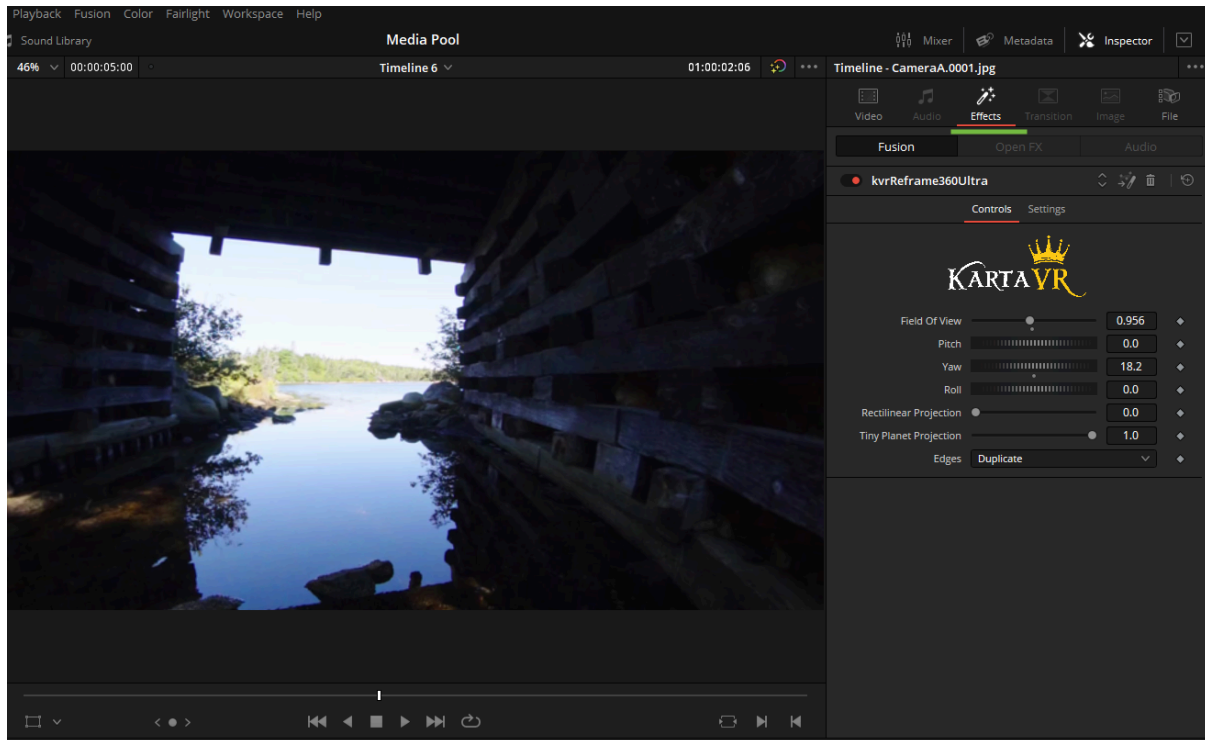 Playback Fusion Color Fairlight Workspace Help
Sound Library Media Pool Mixer Metadata Inspector
46% 00:00:05:00 Timeline 6 01:00:02:06 Timeline - CameraA.0001.jpg
Video Audio Effects Transition Image File
Fusion Open FX Audio
kvrReframe360Ultra
Controls Settings
KARTAVR
Field Of View 0.956
Pitch 0.0
Yaw 18.2
Roll 0.0
Rectilinear Projection 0.0
Tiny Planet Projection 1.0
Edges Duplicate